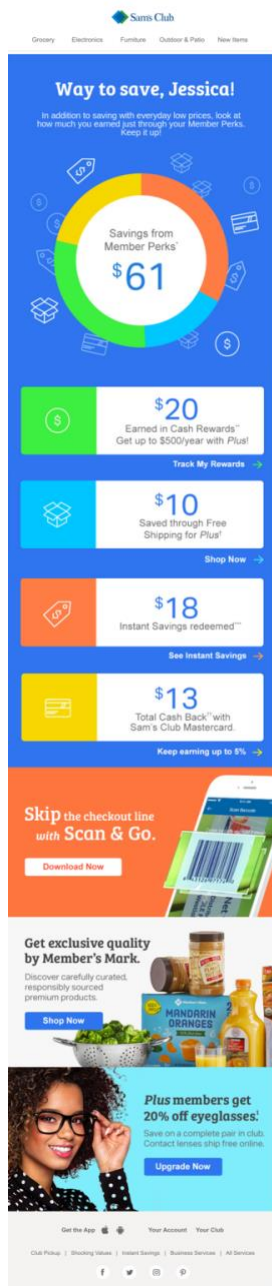 Sam's Club
Grocery Electronics Furniture Outdoor & Patio New Items
Way to save, Jessica!
In addition to saving with everyday low prices, look at
how much you earned just through your Member Perks.
Keep it up!
Savings from
Member Perks*
$61
$20
Earned in Cash Rewards**
Get up to $500/year with Plus!
Track My Rewards →
$10
Saved through Free
Shipping for Plus†
Shop Now →
$18
Instant Savings redeemed***
See Instant Savings →
$13
Total Cash Back†† with
Sam's Club Mastercard.
Keep earning up to 5% →
Skip the checkout line
with Scan & Go.
Download Now
Get exclusive quality
by Member's Mark.
Discover carefully curated,
responsibly sourced
premium products.
Shop Now
MANDARIN
ORANGES
Plus members get
20% off eyeglasses.
Save on a complete pair in club.
Contact lenses ship free online.
Upgrade Now
Get the App Your Account Your Club
Club Pickup | Shocking Values | Instant Savings | Business Services | All Services